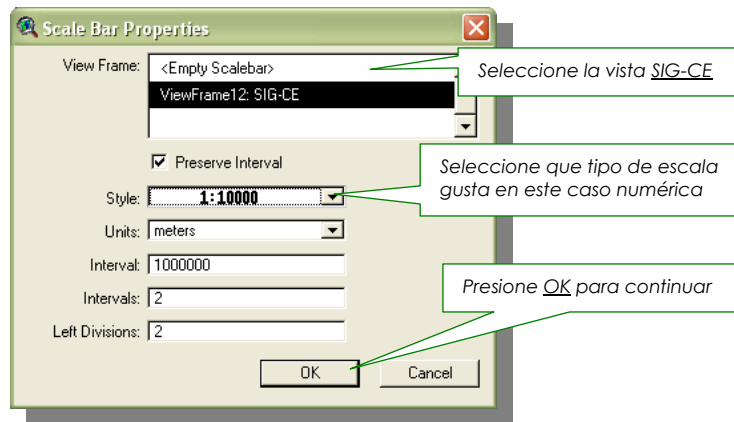 Scale Bar Properties
View Frame:
<Empty Scalebar>
ViewFrame12: SIG-CE
Seleccione la vista SIG-CE
Preserve Interval
Seleccione que tipo de escala
gusta en este caso numérica
Style: 1:10000
Units: meters
Interval: 1000000
Intervals: 2
Left Divisions: 2
Presione OK para continuar
OK
Cancel